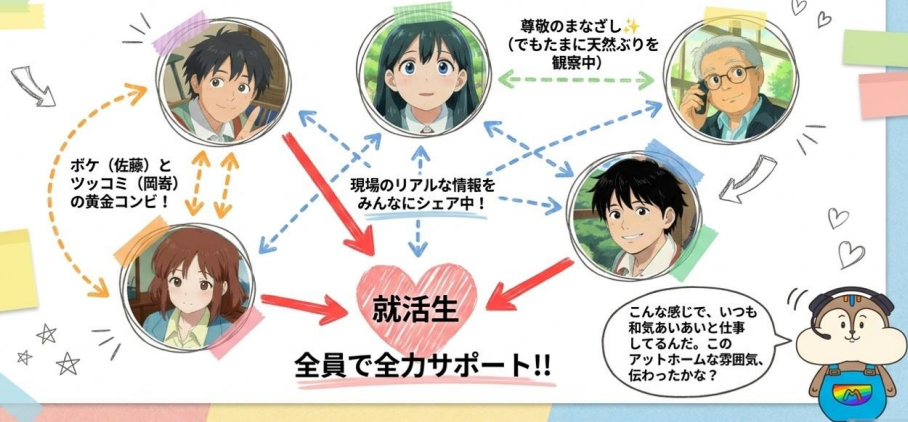 尊敬のまなざし✨
（でもたまに天然ぶりを
観察中）
ボケ（佐藤）と
ツッコミ（岡嵜）
の黄金コンビ！
現場のリアルな情報を
みんなにシェア中！
就活生
全員で全力サポート!!
こんな感じで、いつも
和気あいあいと仕事
してるんだ。この
アットホームな雰囲気、
伝わったかな？
M